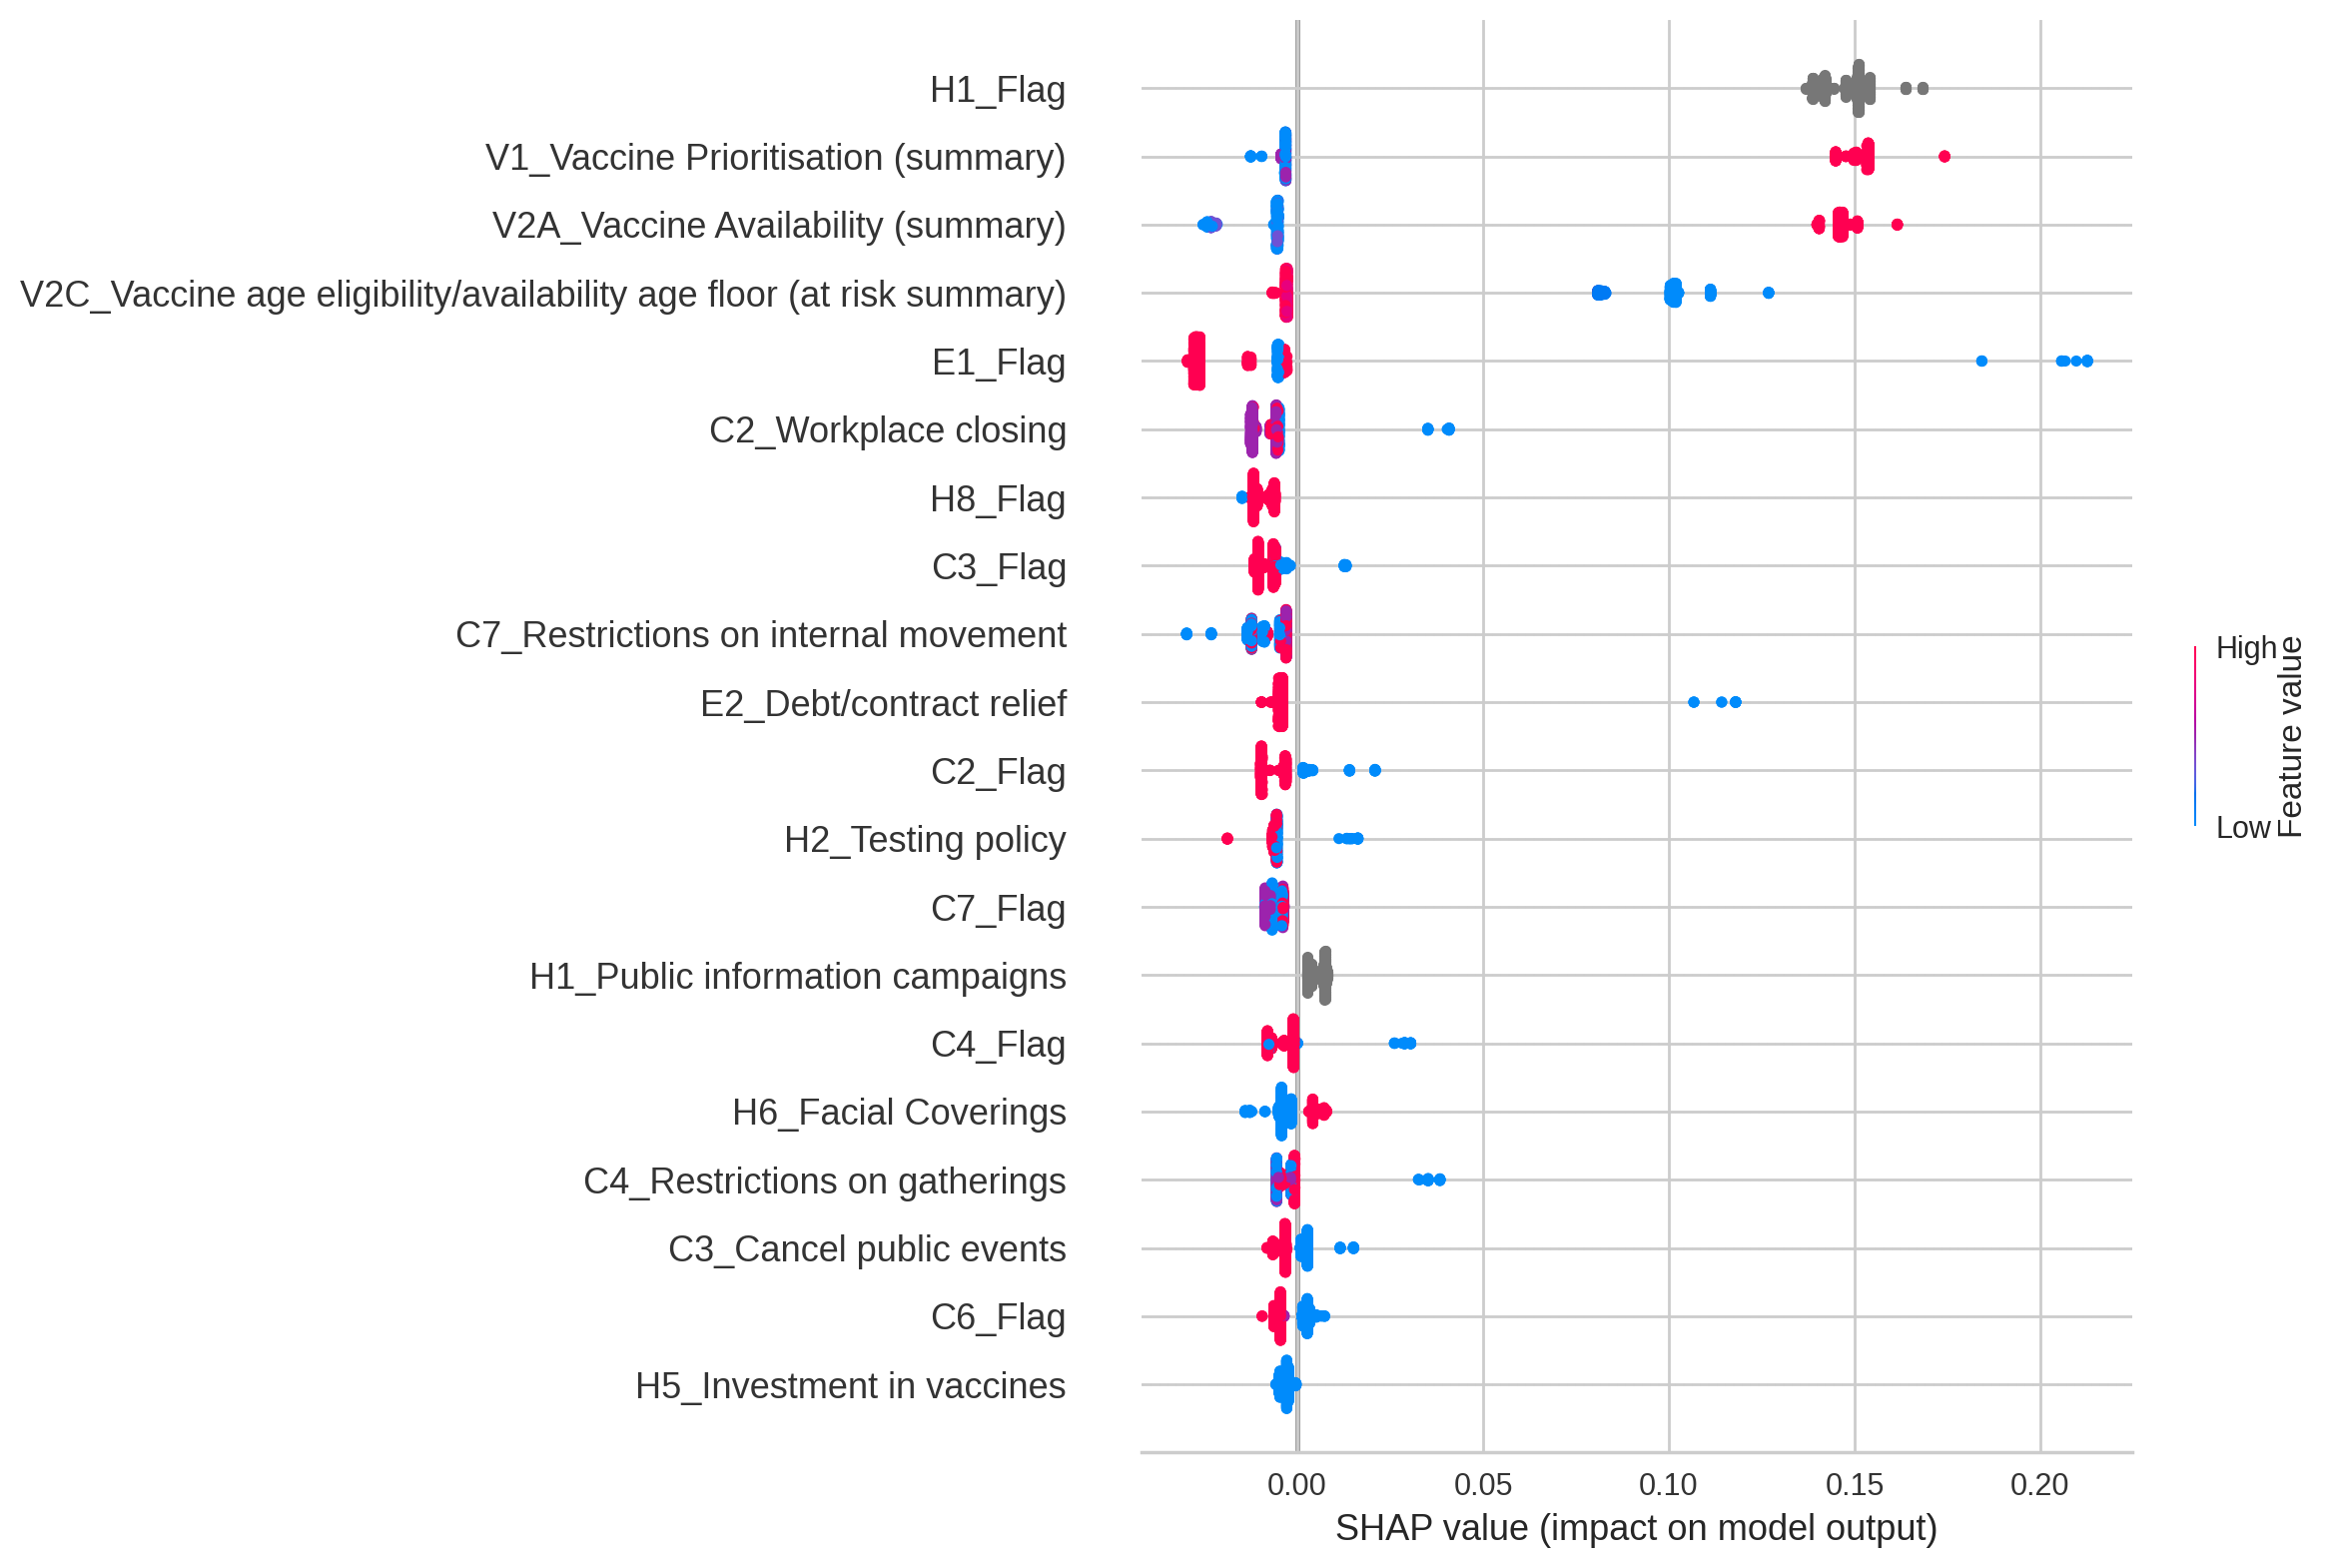 H1_Flag
V1_Vaccine Prioritisation (summary)
V2A_Vaccine Availability (summary)
V2C_Vaccine age eligibility/availability age floor (at risk summary)
E1_Flag
C2_Workplace closing
H8_Flag
C3_Flag
C7_Restrictions on internal movement
E2_Debt/contract relief
C2_Flag
H2_Testing policy
C7_Flag
H1_Public information campaigns
C4_Flag
H6_Facial Coverings
C4_Restrictions on gatherings
C3_Cancel public events
C6_Flag
H5_Investment in vaccines
0.00 0.05 0.10 0.15 0.20
SHAP value (impact on model output)
High
Low
Feature value